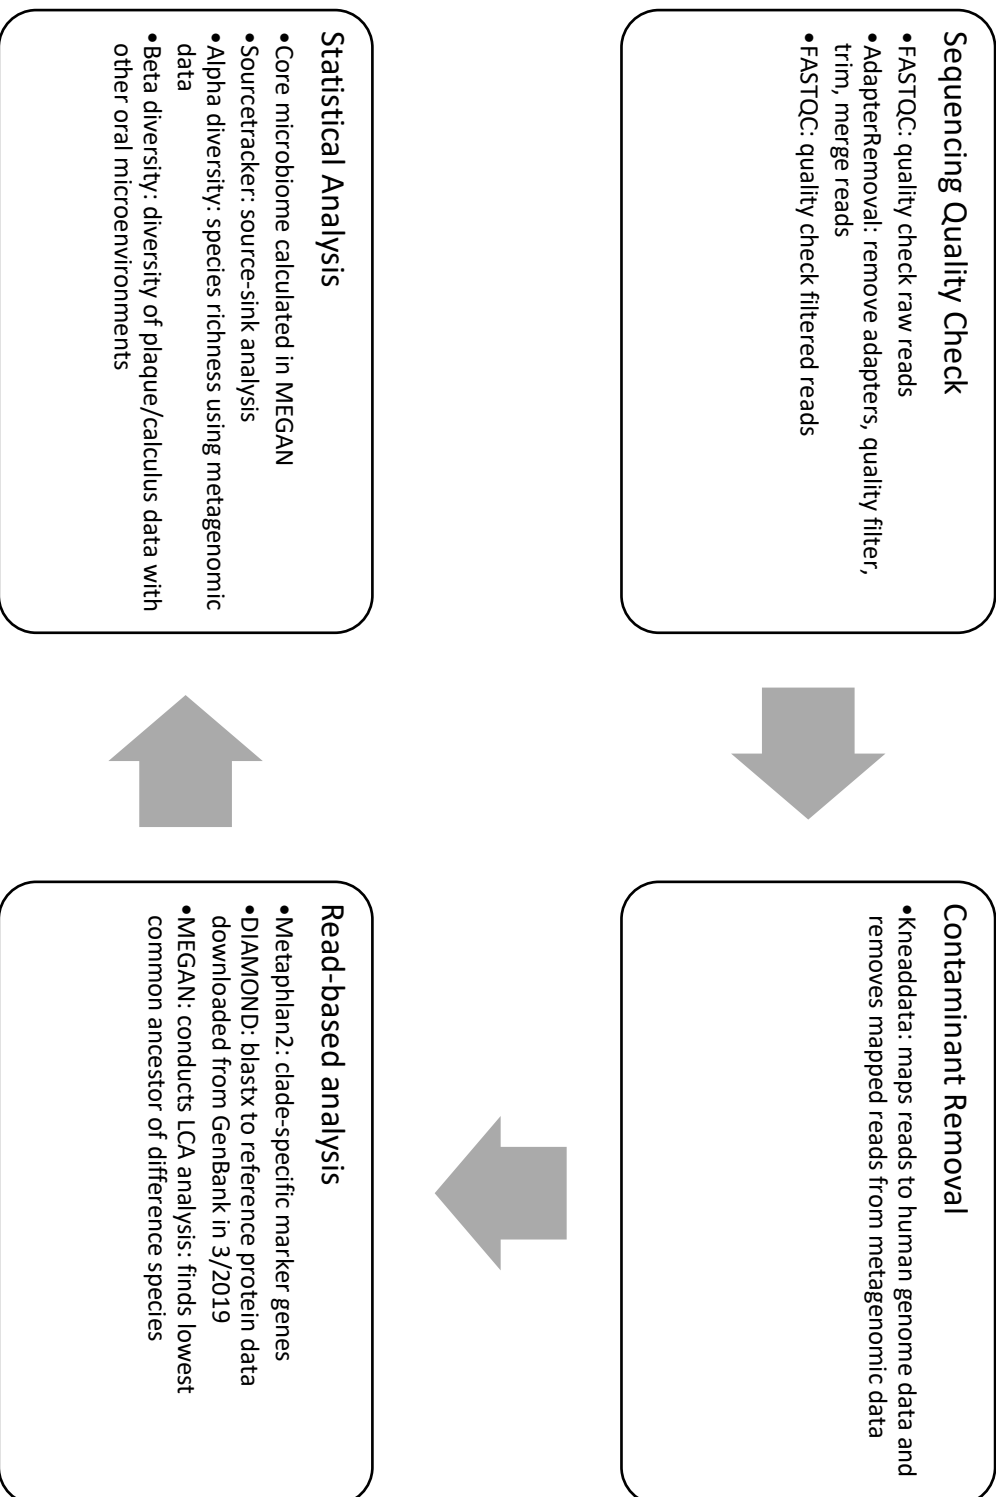 Sequencing Quality Check
•FASTQC: quality check raw reads
•AdapterRemoval: remove adapters, quality filter,
trim, merge reads
•FASTQC: quality check filtered reads
Contaminant Removal
•Kneaddata: maps reads to human genome data and
removes mapped reads from metagenomic data
Read-based analysis
•Metaphlan2: clade-specific marker genes
•DIAMOND: blastx to reference protein data
downloaded from GenBank in 3/2019
•MEGAN: conducts LCA analysis: finds lowest
common ancestor of difference species
Statistical Analysis
•Core microbiome calculated in MEGAN
•Sourcetracker: source-sink analysis
•Alpha diversity: species richness using metagenomic
data
•Beta diversity: diversity of plaque/calculus data with
other oral microenvironments